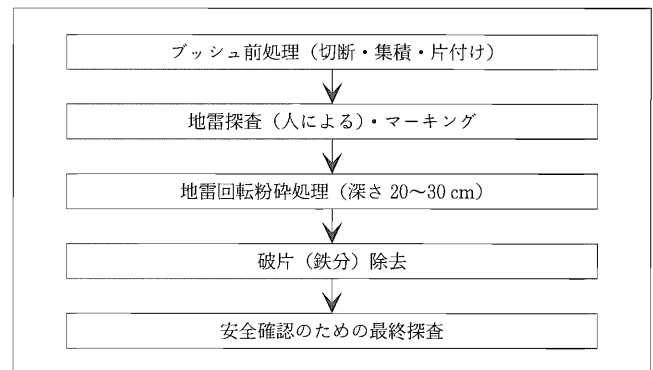 ブッシュ前処理（切断・集積・片付け）
地雷探査（人による）・マーキング
地雷回転粉砕処理（深さ 20～30 cm）
破片（鉄分）除去
安全確認のための最終探査